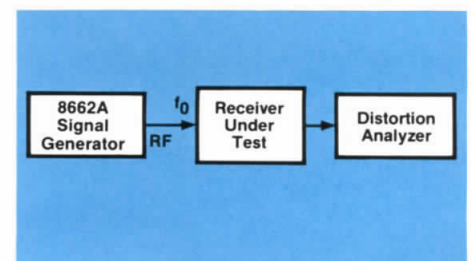 8662A
Signal
Generator
f0
RF
Receiver
Under
Test
Distortion
Analyzer